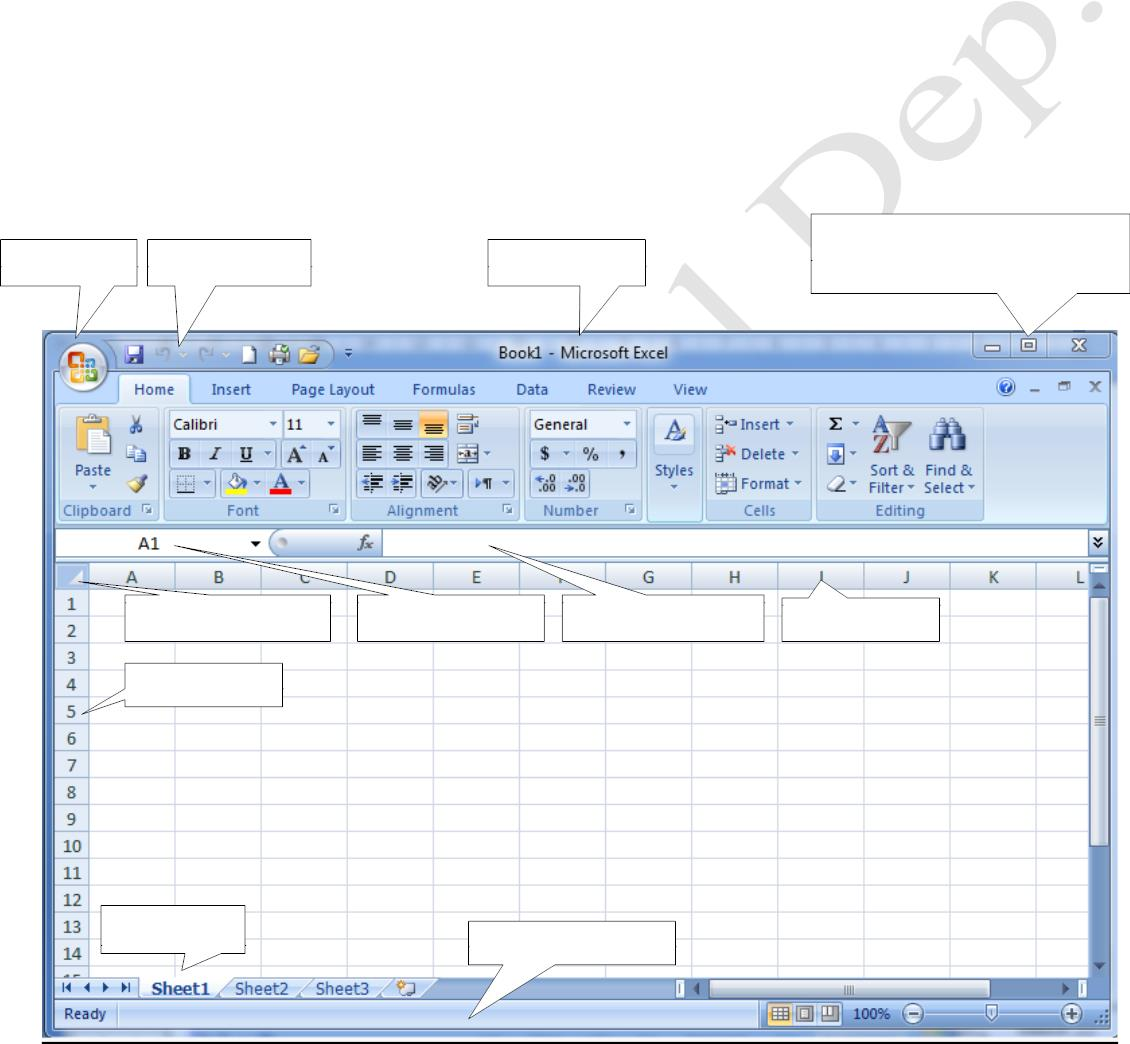 l Dep.
Book1 - Microsoft Excel
Home Insert Page Layout Formulas Data Review View
Calibri 11 General Insert Σ
B I U A A $ % , Delete
Paste Styles Sort & Find &
A Format Filter Select
Clipboard Font Alignment Number Cells Editing
A1 fx
A B C D E F G H I J K L
1
2
3
4
5
6
7
8
9
10
11
12
13
14
15
Sheet1 Sheet2 Sheet3
Ready 100%